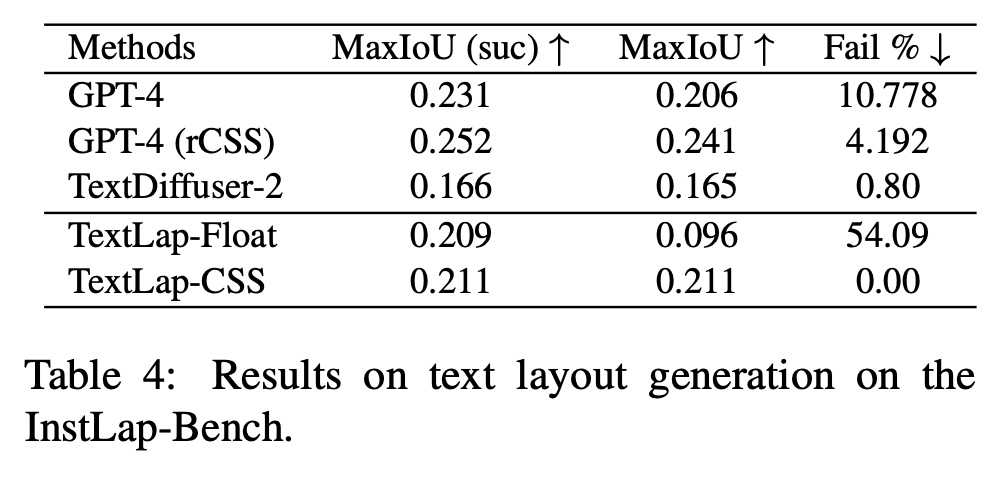 Methods MaxIoU (suc) ↑ MaxIoU ↑ Fail % ↓
GPT-4 0.231 0.206 10.778
GPT-4 (rCSS) 0.252 0.241 4.192
TextDiffuser-2 0.166 0.165 0.80
TextLap-Float 0.209 0.096 54.09
TextLap-CSS 0.211 0.211 0.00
Table 4: Results on text layout generation on the
InstLap-Bench.